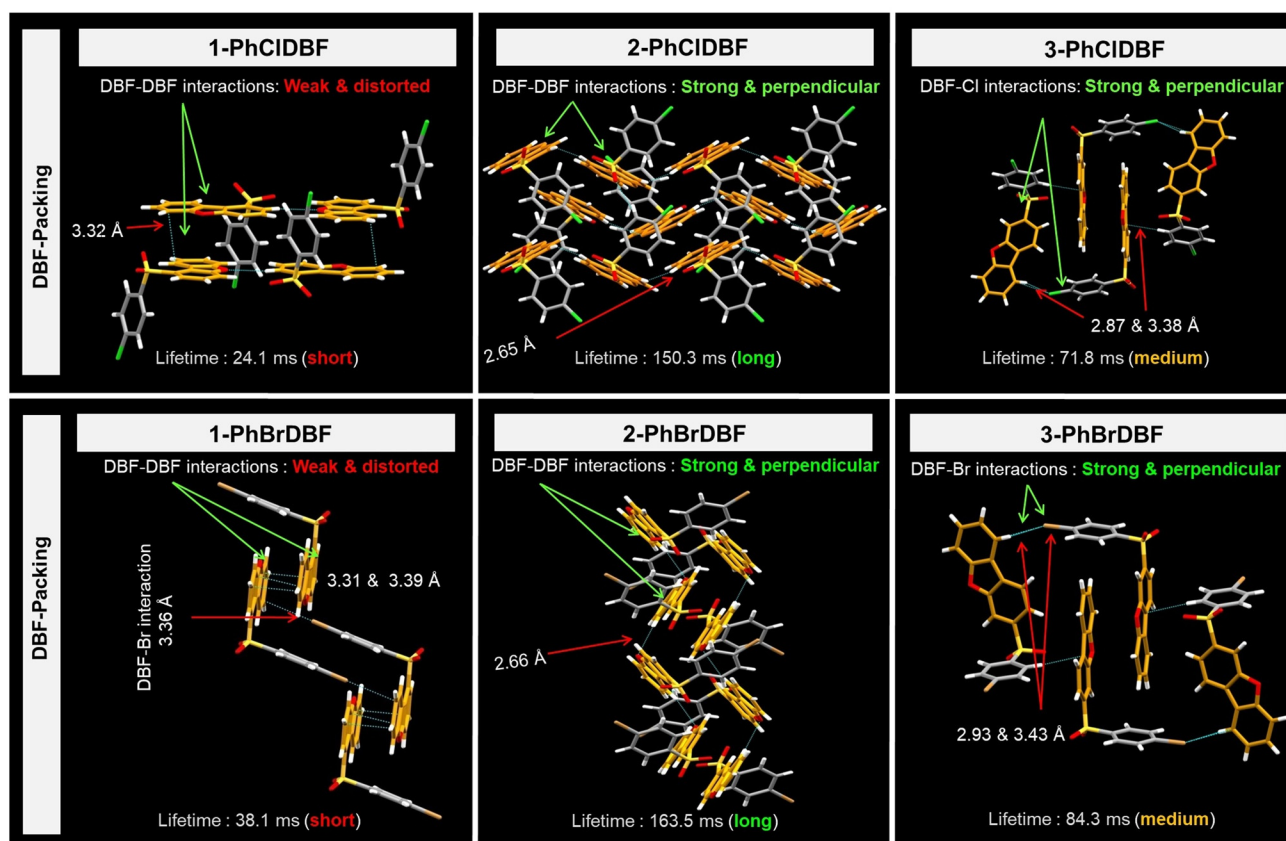 DBF-Packing
1-PhClDBF
DBF-DBF interactions: Weak & distorted
3.32 Å
Lifetime : 24.1 ms (short)
2-PhClDBF
DBF-DBF interactions : Strong & perpendicular
2.65 Å
Lifetime : 150.3 ms (long)
3-PhClDBF
DBF-Cl interactions: Strong & perpendicular
2.87 & 3.38 Å
Lifetime : 71.8 ms (medium)
DBF-Packing
1-PhBrDBF
DBF-DBF interactions : Weak & distorted
3.31 & 3.39 Å
DBF-Br interaction
3.36 Å
Lifetime : 38.1 ms (short)
2-PhBrDBF
DBF-DBF interactions : Strong & perpendicular
2.66 Å
Lifetime : 163.5 ms (long)
3-PhBrDBF
DBF-Br interactions : Strong & perpendicular
2.93 & 3.43 Å
Lifetime : 84.3 ms (medium)